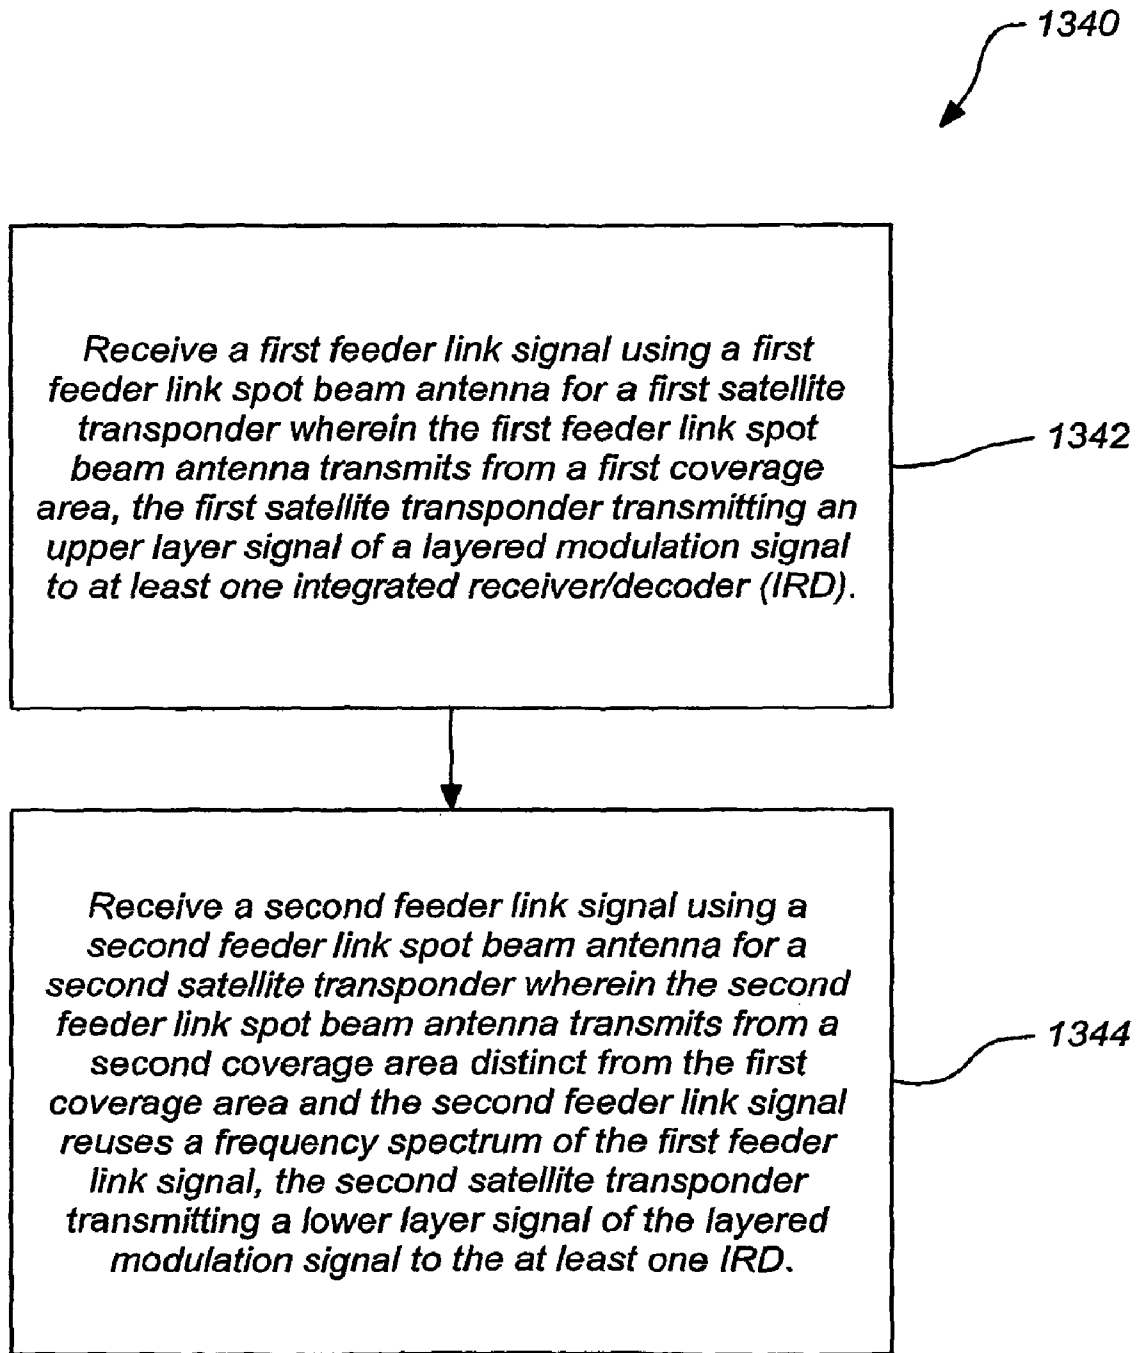 1340
Receive a first feeder link signal using a first
feeder link spot beam antenna for a first satellite
transponder wherein the first feeder link spot
beam antenna transmits from a first coverage
area, the first satellite transponder transmitting an
upper layer signal of a layered modulation signal
to at least one integrated receiver/decoder (IRD).
1342
Receive a second feeder link signal using a
second feeder link spot beam antenna for a
second satellite transponder wherein the second
feeder link spot beam antenna transmits from a
second coverage area distinct from the first
coverage area and the second feeder link signal
reuses a frequency spectrum of the first feeder
link signal, the second satellite transponder
transmitting a lower layer signal of the layered
modulation signal to the at least one IRD.
1344